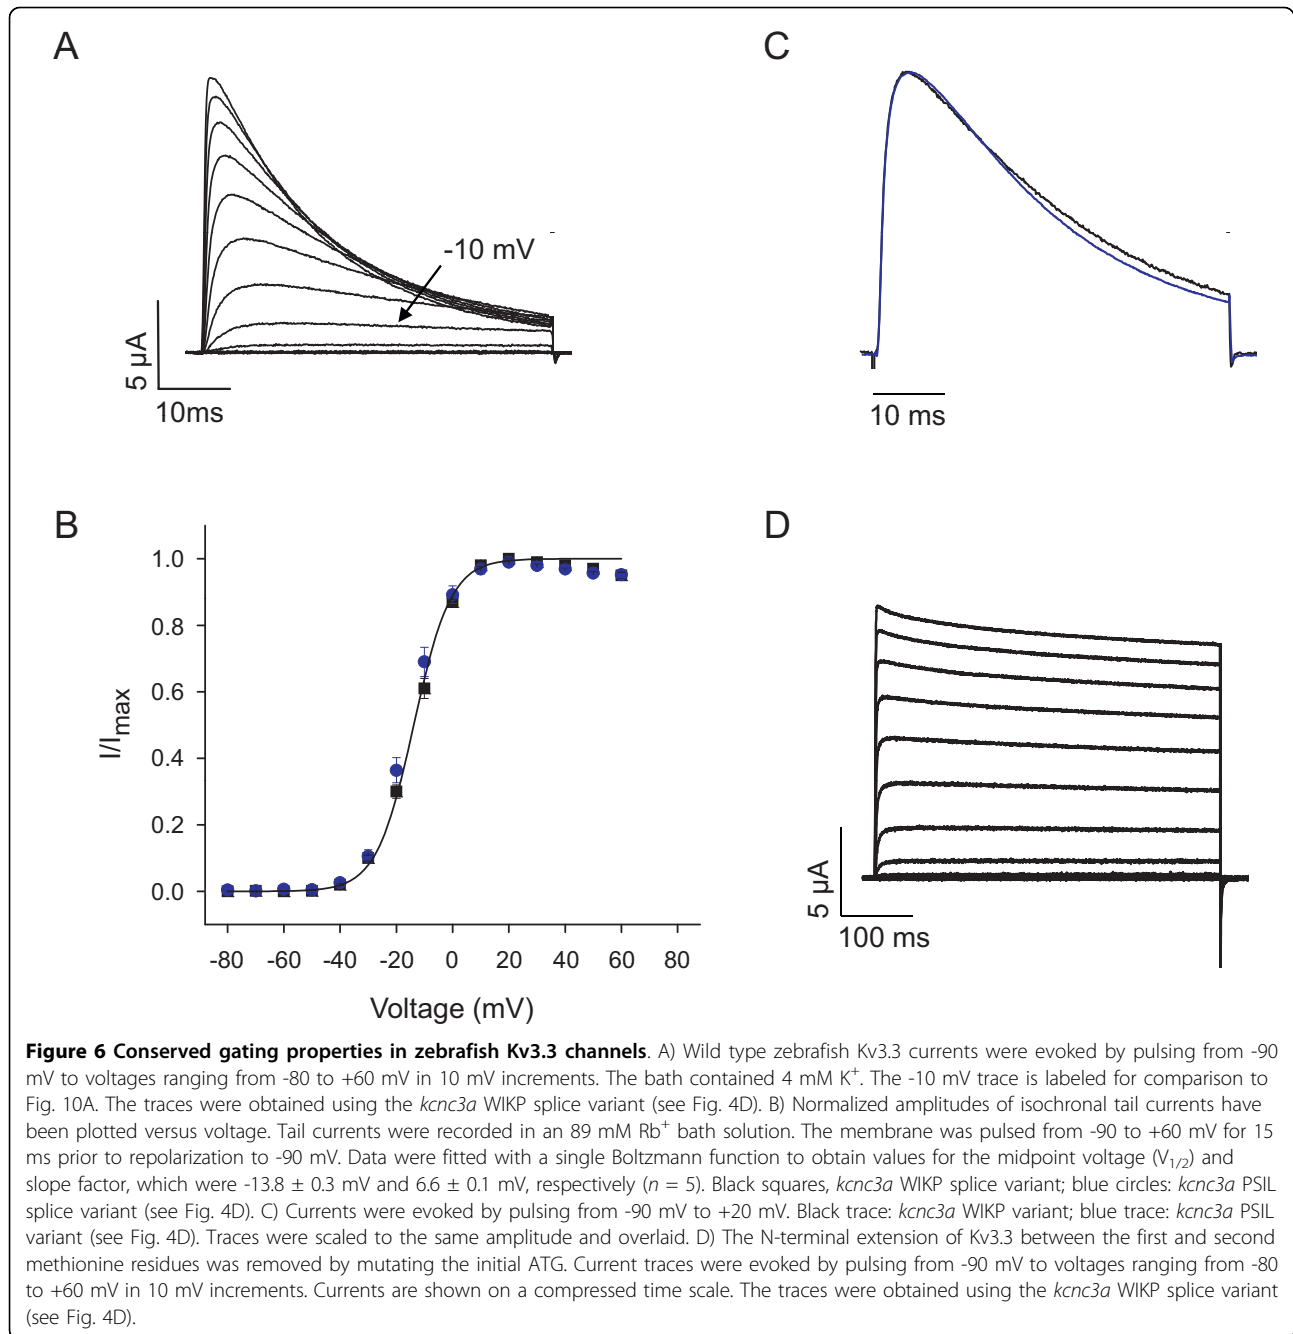 A
-10 mV
5 µA
10ms
C
10 ms
B
1.0
0.8
0.6
0.4
0.2
0.0
I/Imax
-80 -60 -40 -20 0 20 40 60 80
Voltage (mV)
D
5 µA
100 ms
Figure 6 Conserved gating properties in zebrafish Kv3.3 channels. A) Wild type zebrafish Kv3.3 currents were evoked by pulsing from -90
mV to voltages ranging from -80 to +60 mV in 10 mV increments. The bath contained 4 mM K+. The -10 mV trace is labeled for comparison to
Fig. 10A. The traces were obtained using the kcnc3a WIKP splice variant (see Fig. 4D). B) Normalized amplitudes of isochronal tail currents have
been plotted versus voltage. Tail currents were recorded in an 89 mM Rb+ bath solution. The membrane was pulsed from -90 to +60 mV for 15
ms prior to repolarization to -90 mV. Data were fitted with a single Boltzmann function to obtain values for the midpoint voltage (V1/2) and
slope factor, which were -13.8 ± 0.3 mV and 6.6 ± 0.1 mV, respectively (n = 5). Black squares, kcnc3a WIKP splice variant; blue circles: kcnc3a PSIL
splice variant (see Fig. 4D). C) Currents were evoked by pulsing from -90 mV to +20 mV. Black trace: kcnc3a WIKP variant; blue trace: kcnc3a PSIL
variant (see Fig. 4D). Traces were scaled to the same amplitude and overlaid. D) The N-terminal extension of Kv3.3 between the first and second
methionine residues was removed by mutating the initial ATG. Current traces were evoked by pulsing from -90 mV to voltages ranging from -80
to +60 mV in 10 mV increments. Currents are shown on a compressed time scale. The traces were obtained using the kcnc3a WIKP splice variant
(see Fig. 4D).